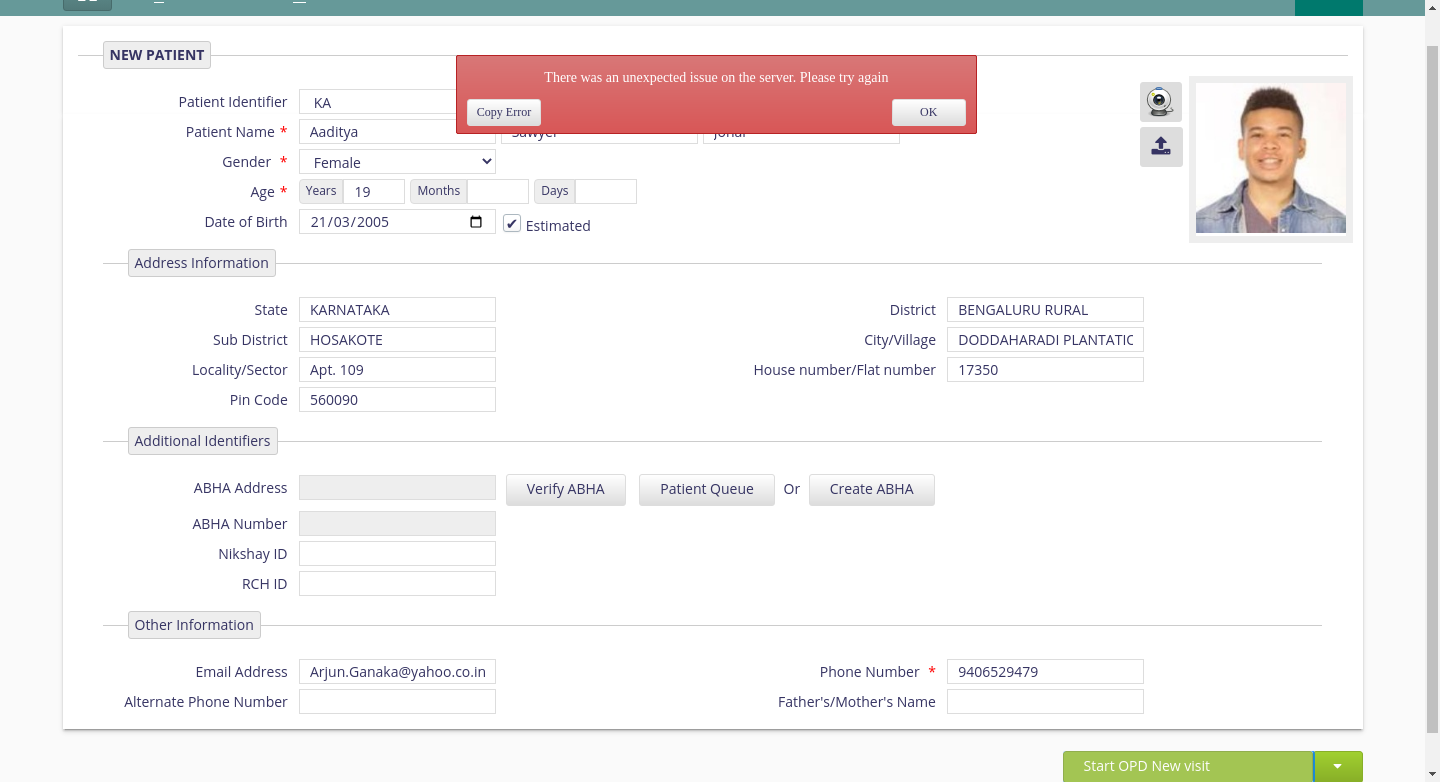 NEW PATIENT
There was an unexpected issue on the server. Please try again
Copy Error OK
Patient Identifier KA
Patient Name * Aaditya
Gender * Female
Age * Years 19 Months Days
Date of Birth 21/03/2005 ✔ Estimated
Address Information
State KARNATAKA District BENGALURU RURAL
Sub District HOSAKOTE City/Village DODDAHARADI PLANTATIC
Locality/Sector Apt. 109 House number/Flat number 17350
Pin Code 560090
Additional Identifiers
ABHA Address Verify ABHA Patient Queue Or Create ABHA
ABHA Number
Nikshay ID
RCH ID
Other Information
Email Address Arjun.Ganaka@yahoo.co.in Phone Number * 9406529479
Alternate Phone Number Father's/Mother's Name
Start OPD New visit